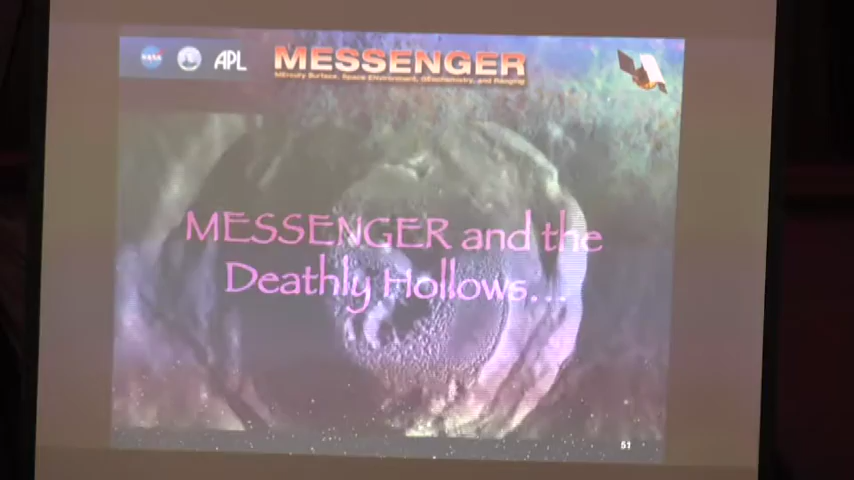 NASA
APL
MESSENGER
MErcury Surface, Space ENvironment, GEochemistry, and Ranging
MESSENGER and the
Deathly Hollows...
51